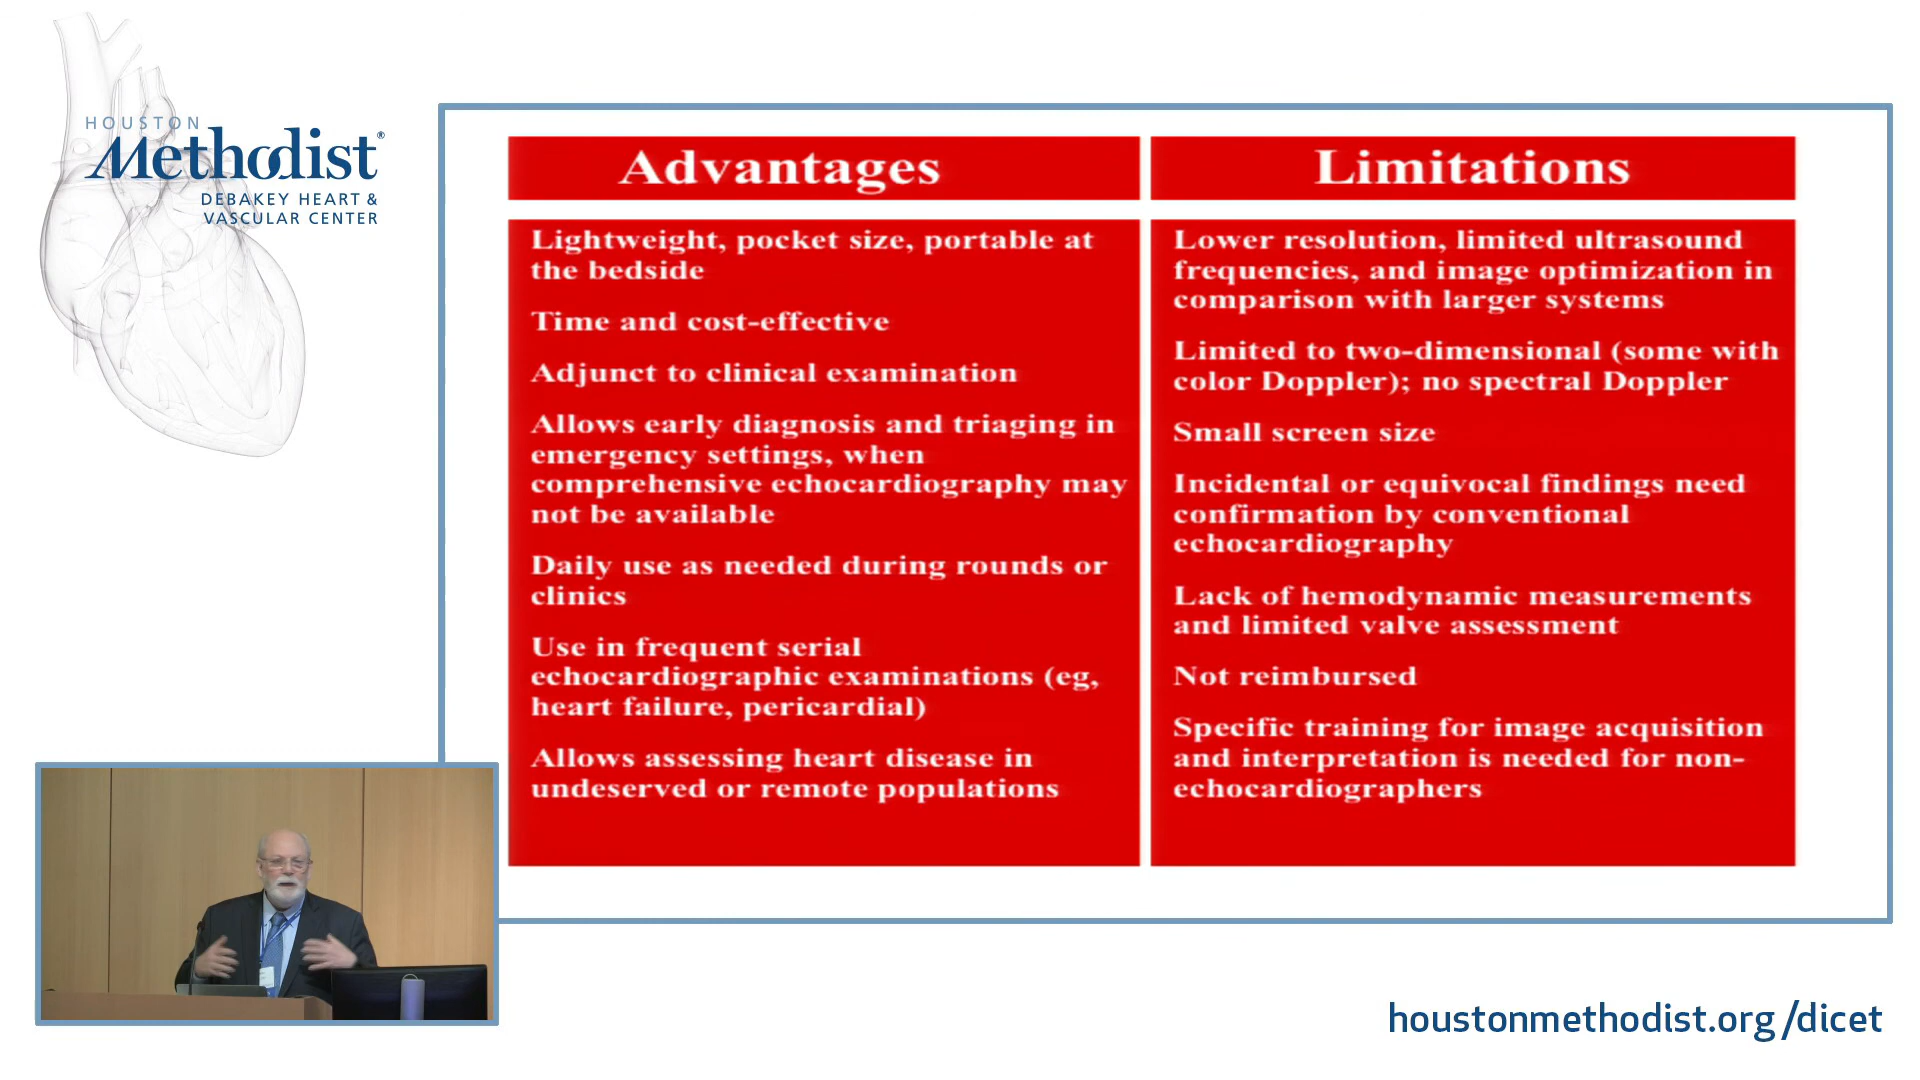 HOUSTON
Methodist®
DEBAKEY HEART &
VASCULAR CENTER
Advantages
Lightweight, pocket size, portable at
the bedside
Time and cost-effective
Adjunct to clinical examination
Allows early diagnosis and triaging in
emergency settings, when
comprehensive echocardiography may
not be available
Daily use as needed during rounds or
clinics
Use in frequent serial
echocardiographic examinations (eg,
heart failure, pericardial)
Allows assessing heart disease in
undeserved or remote populations
Limitations
Lower resolution, limited ultrasound
frequencies, and image optimization in
comparison with larger systems
Limited to two-dimensional (some with
color Doppler); no spectral Doppler
Small screen size
Incidental or equivocal findings need
confirmation by conventional
echocardiography
Lack of hemodynamic measurements
and limited valve assessment
Not reimbursed
Specific training for image acquisition
and interpretation is needed for non-
echocardiographers
houstonmethodist.org/dicet